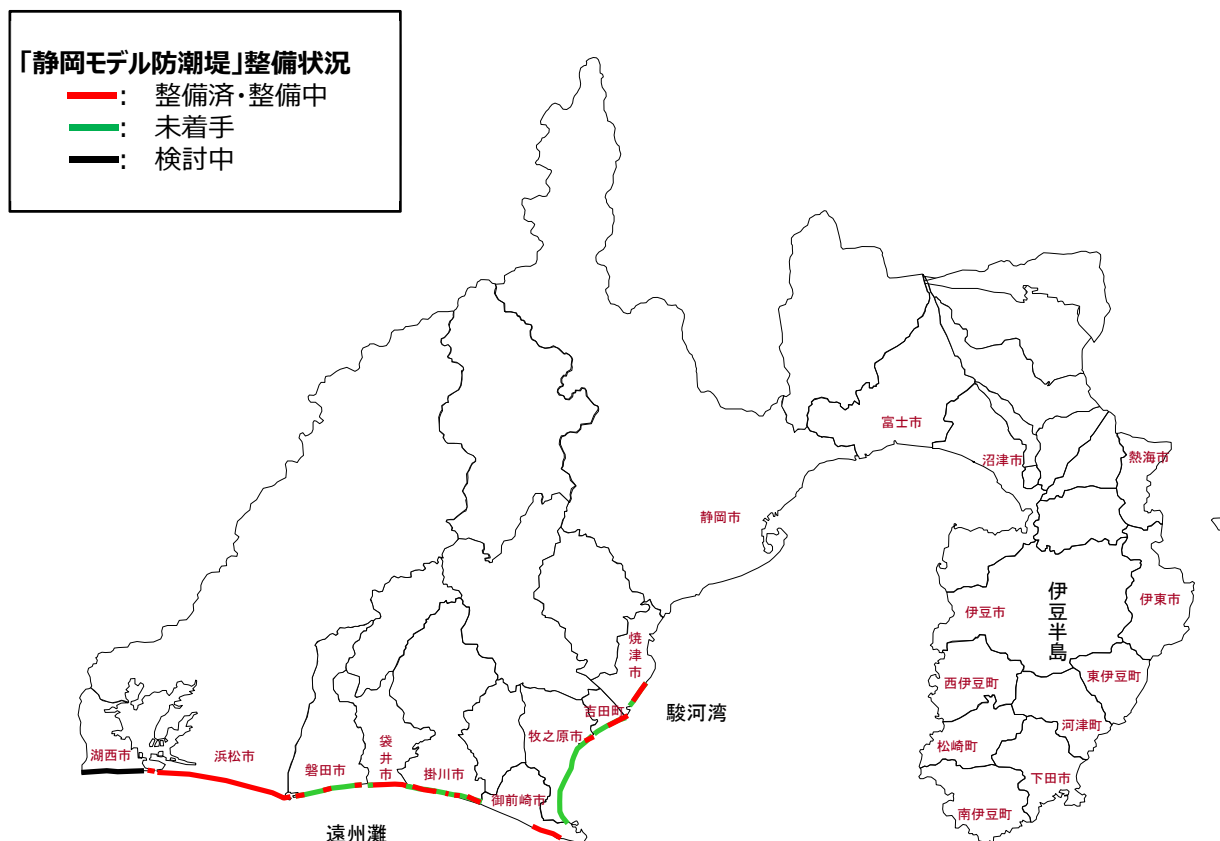 「静岡モデル防潮堤」整備状況
: 整備済・整備中
: 未着手
: 検討中
富士市
沼津市
熱海市
静岡市
伊豆市
伊豆半島
伊東市
焼津市
西伊豆町
東伊豆町
吉田町
駿河湾
牧之原市
河津町
松崎町
湖西市
浜松市
磐田市
袋井市
掛川市
下田市
御前崎市
南伊豆町
遠州灘